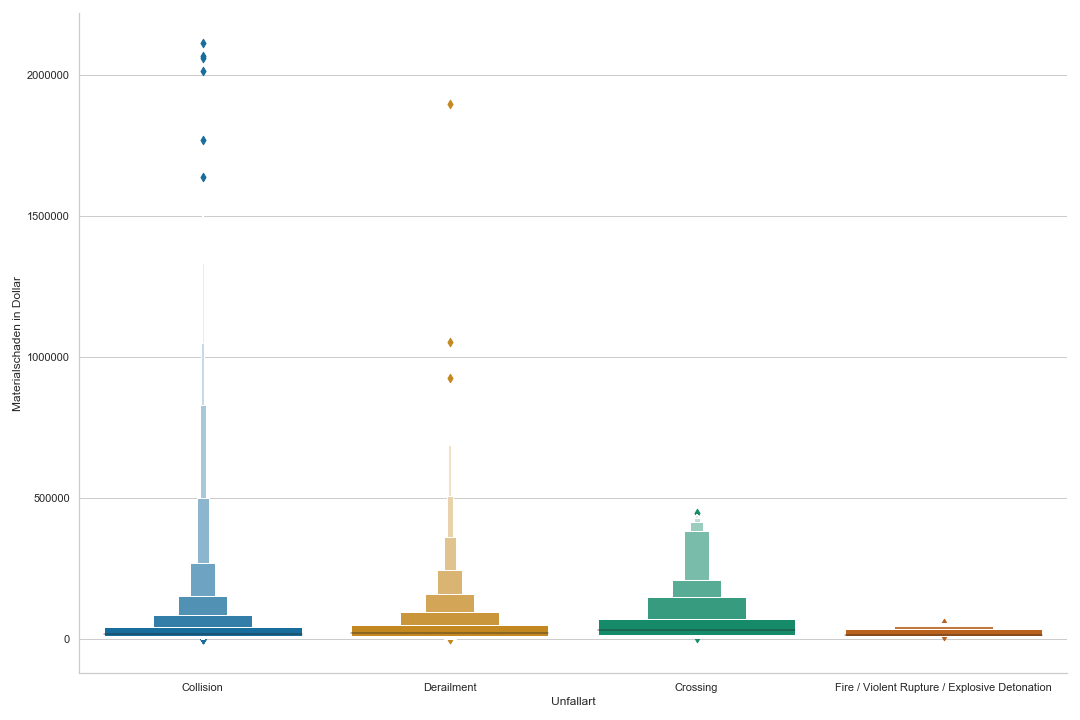 2000000
1500000
1000000
500000
0
Materialschaden in Dollar
Collision
Derailment
Crossing
Fire / Violent Rupture / Explosive Detonation
Unfallart